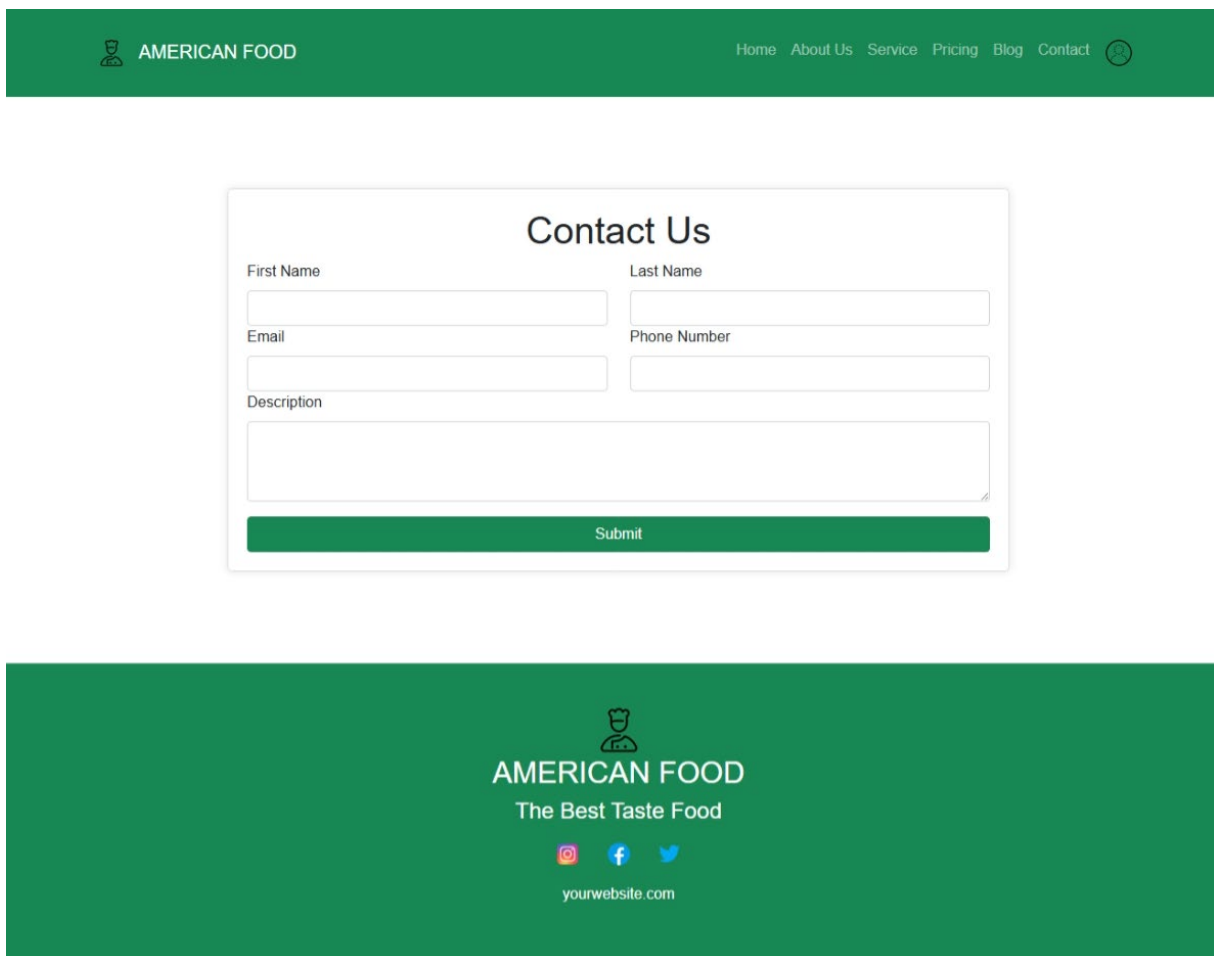 AMERICAN FOOD
Home About Us Service Pricing Blog Contact
Contact Us
First Name Last Name
Email Phone Number
Description
Submit
AMERICAN FOOD
The Best Taste Food
yourwebsite.com